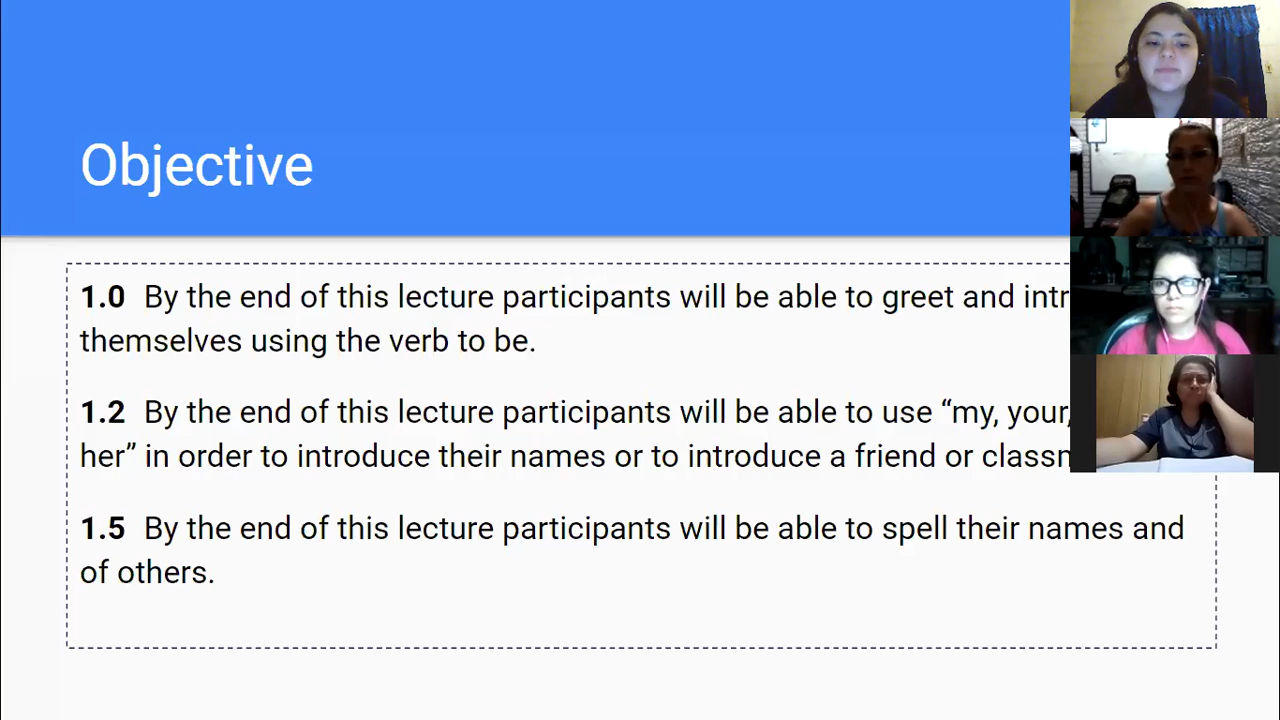 Objective
1.0 By the end of this lecture participants will be able to greet and
themselves using the verb to be.
1.2 By the end of this lecture participants will be able to use “my, your,
her” in order to introduce their names or to introduce a friend or
1.5 By the end of this lecture participants will be able to spell their names and
of others.